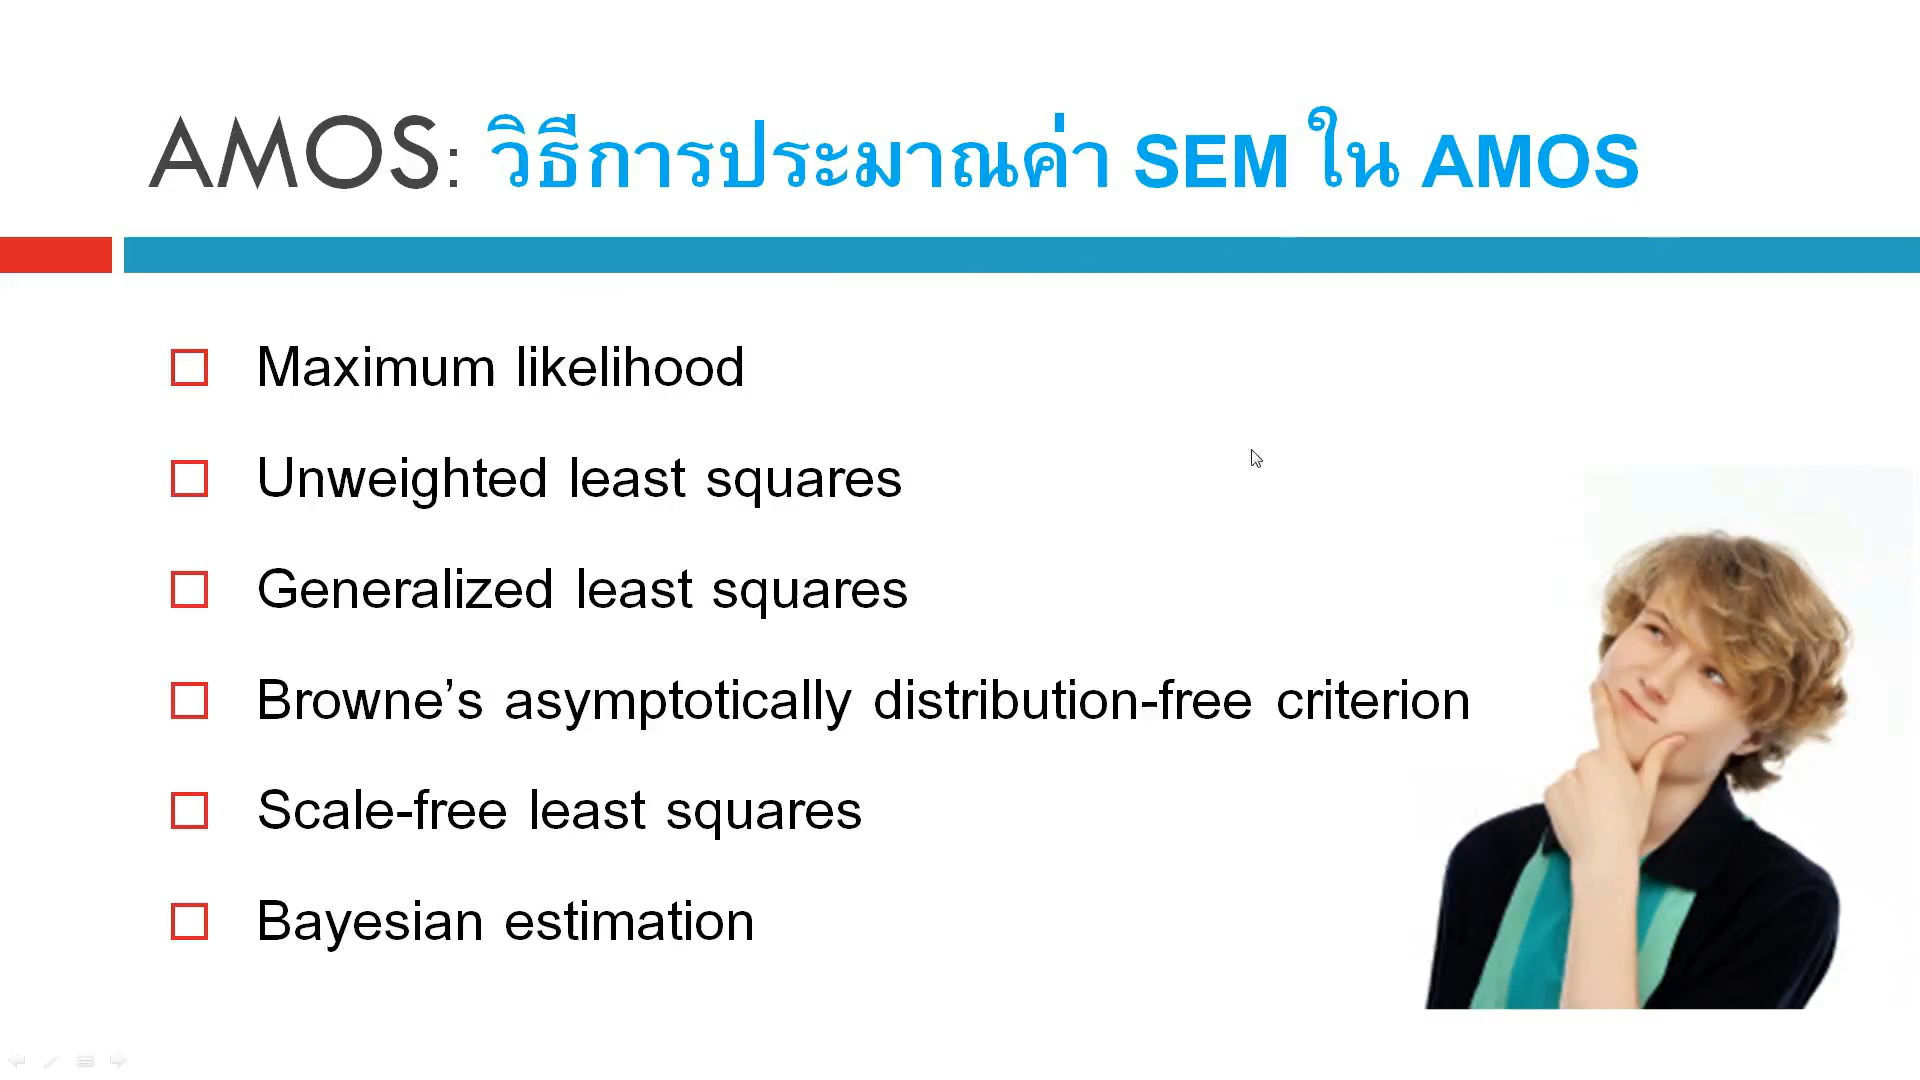 AMOS: วิธีการประมาณค่า SEM ใน AMOS
Maximum likelihood
Unweighted least squares
Generalized least squares
Browne’s asymptotically distribution-free criterion
Scale-free least squares
Bayesian estimation